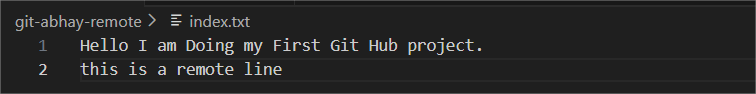 git-abhay-remote > index.txt
1 Hello I am Doing my First Git Hub project.
2 this is a remote line